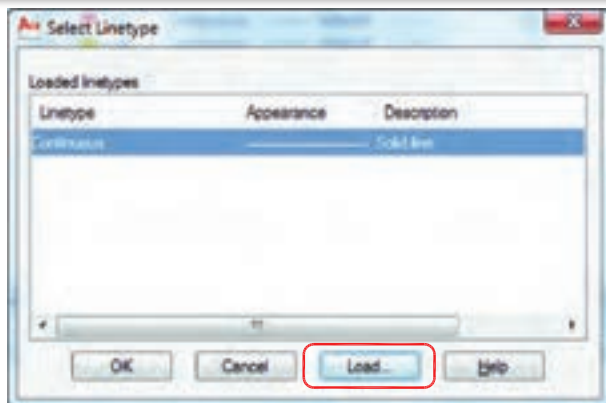 Select Linetype
Loaded linetypes
Linetype Appearance Description
Continuous Solid line
OK Cancel Load... Help